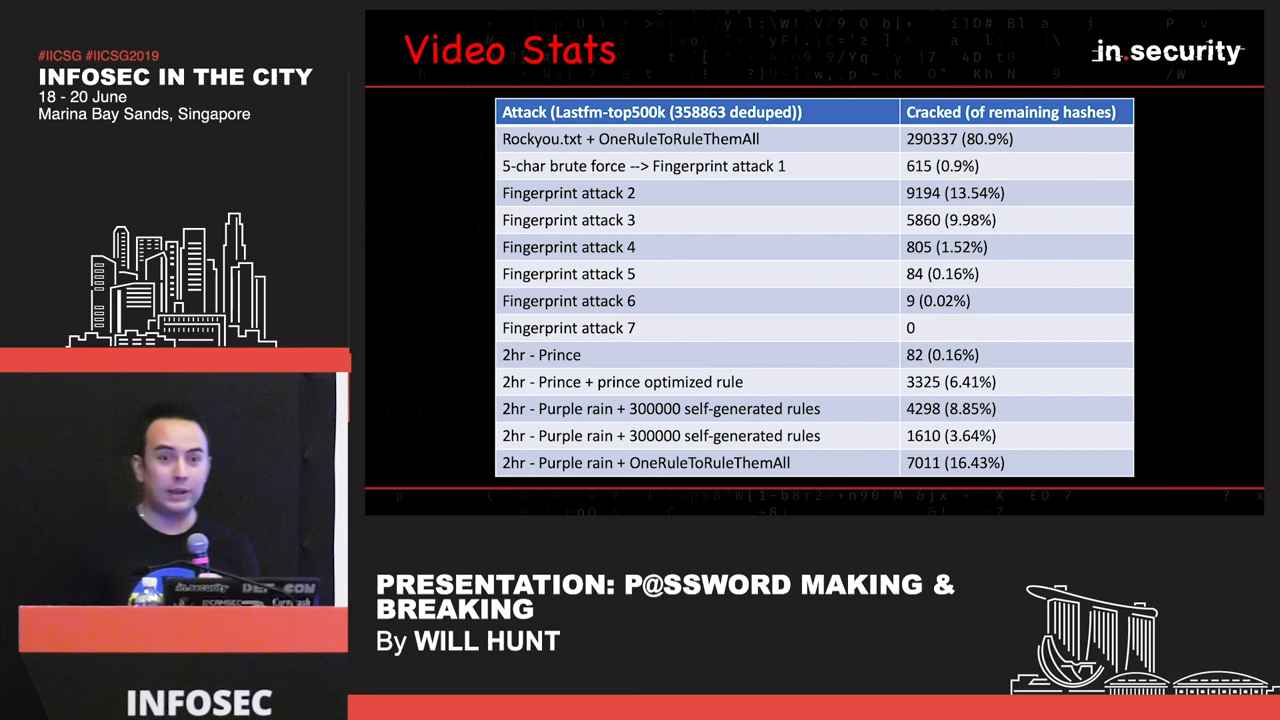 #IICSG #IICSG2019
INFOSEC IN THE CITY
18 - 20 June
Marina Bay Sands, Singapore
Video Stats
in.security
Attack (Lastfm-top500k (358863 deduped)) Cracked (of remaining hashes)
Rockyou.txt + OneRuleToRuleThemAll 290337 (80.9%)
5-char brute force --> Fingerprint attack 1 615 (0.9%)
Fingerprint attack 2 9194 (13.54%)
Fingerprint attack 3 5860 (9.98%)
Fingerprint attack 4 805 (1.52%)
Fingerprint attack 5 84 (0.16%)
Fingerprint attack 6 9 (0.02%)
Fingerprint attack 7 0
2hr - Prince 82 (0.16%)
2hr - Prince + prince optimized rule 3325 (6.41%)
2hr - Purple rain + 300000 self-generated rules 4298 (8.85%)
2hr - Purple rain + 300000 self-generated rules 1610 (3.64%)
2hr - Purple rain + OneRuleToRuleThemAll 7011 (16.43%)
in.security DEF CON
PRESENTATION: P@SSWORD MAKING &
BREAKING
By WILL HUNT
INFOSEC